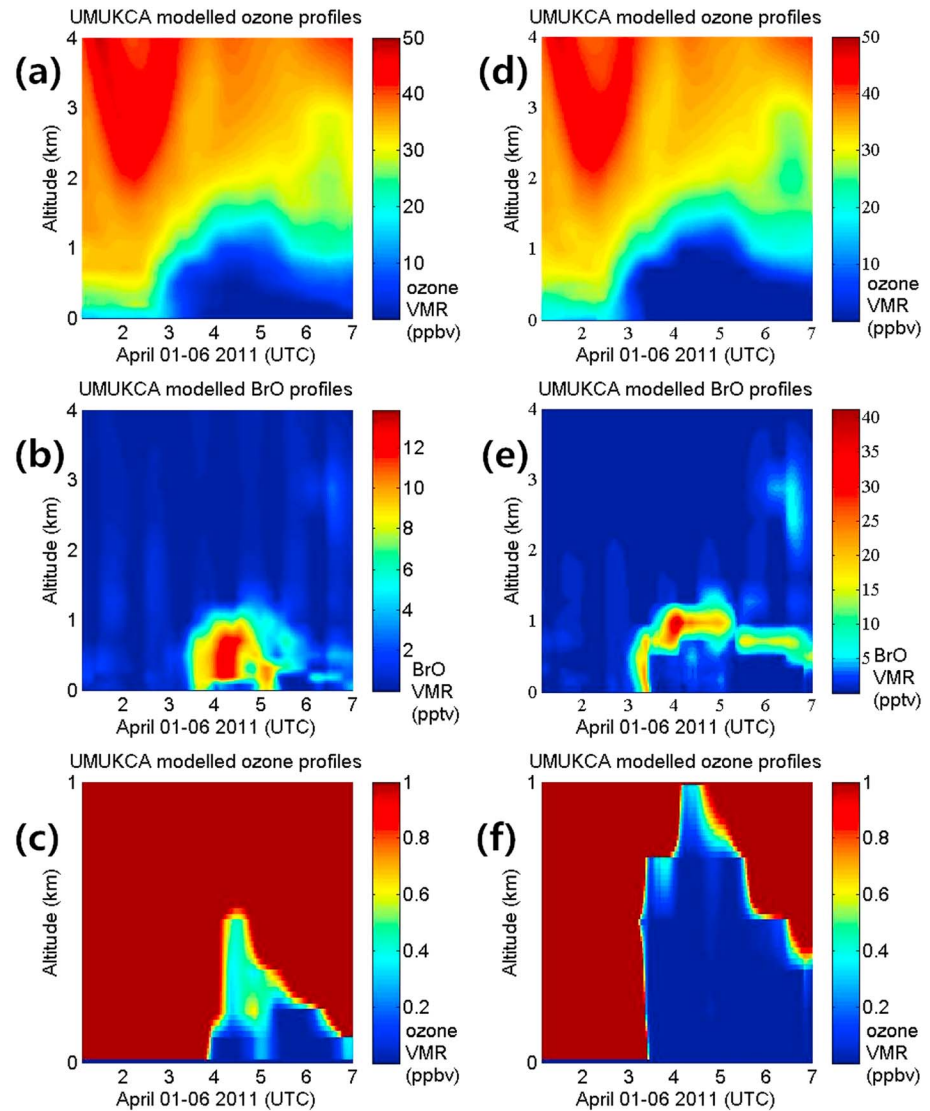 UMUKCA modelled ozone profiles
(a)
Altitude (km)
4
3
2
1
0
2 3 4 5 6 7
April 01-06 2011 (UTC)
50
40
30
20
10
ozone
VMR
(ppbv)
UMUKCA modelled ozone profiles
(d)
Altitude (km)
4
3
2
1
0
2 3 4 5 6 7
April 01-06 2011 (UTC)
50
40
30
20
10
ozone
VMR
(ppbv)
UMUKCA modelled BrO profiles
(b)
Altitude (km)
4
3
2
1
0
2 3 4 5 6 7
April 01-06 2011 (UTC)
12
10
8
6
4
2
BrO
VMR
(pptv)
UMUKCA modelled BrO profiles
(e)
Altitude (km)
4
3
2
1
0
2 3 4 5 6 7
April 01-06 2011 (UTC)
40
35
30
25
20
15
10
5
BrO
VMR
(pptv)
UMUKCA modelled ozone profiles
(c)
Altitude (km)
1
0
2 3 4 5 6 7
April 01-06 2011 (UTC)
1
0.8
0.6
0.4
0.2
ozone
VMR
(ppbv)
UMUKCA modelled ozone profiles
(f)
Altitude (km)
1
0
2 3 4 5 6 7
April 01-06 2011 (UTC)
1
0.8
0.6
0.4
0.2
ozone
VMR
(ppbv)